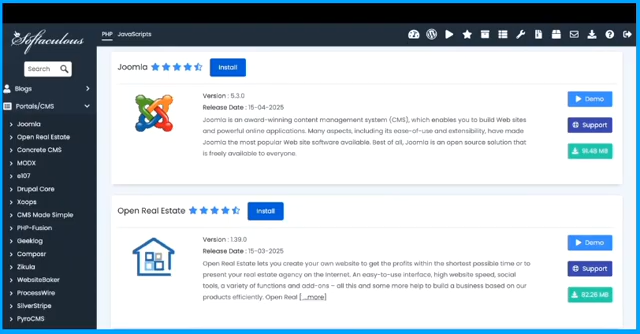 Softaculous
PHP JavaScripts
Search
Blogs
Portals/CMS
Joomla
Open Real Estate
Concrete CMS
MODX
e107
Drupal Core
Xoops
CMS Made Simple
PHP-Fusion
Geeklog
Composr
Zikula
WebsiteBaker
ProcessWire
SilverStripe
PyroCMS
Joomla Install
Version : 5.3.0
Release Date : 15-04-2025
Joomla is an award-winning content management system (CMS), which enables you to build Web sites
and powerful online applications. Many aspects, including its ease-of-use and extensibility, have made
Joomla the most popular Web site software available. Best of all, Joomla is an open source solution that
is freely available to everyone.
Demo
Support
MB
Open Real Estate Install
Version : 1.39.0
Release Date : 15-03-2025
Open Real Estate lets you create your own website to get the profits within the shortest possible time or to
present your real estate agency on the Internet. An easy-to-use interface, high website speed, social
tools, a variety of functions and add-ons – all this and some more help to build a business based on our
products efficiently. Open Real [ ...more]
Demo
Support
82.26 MB